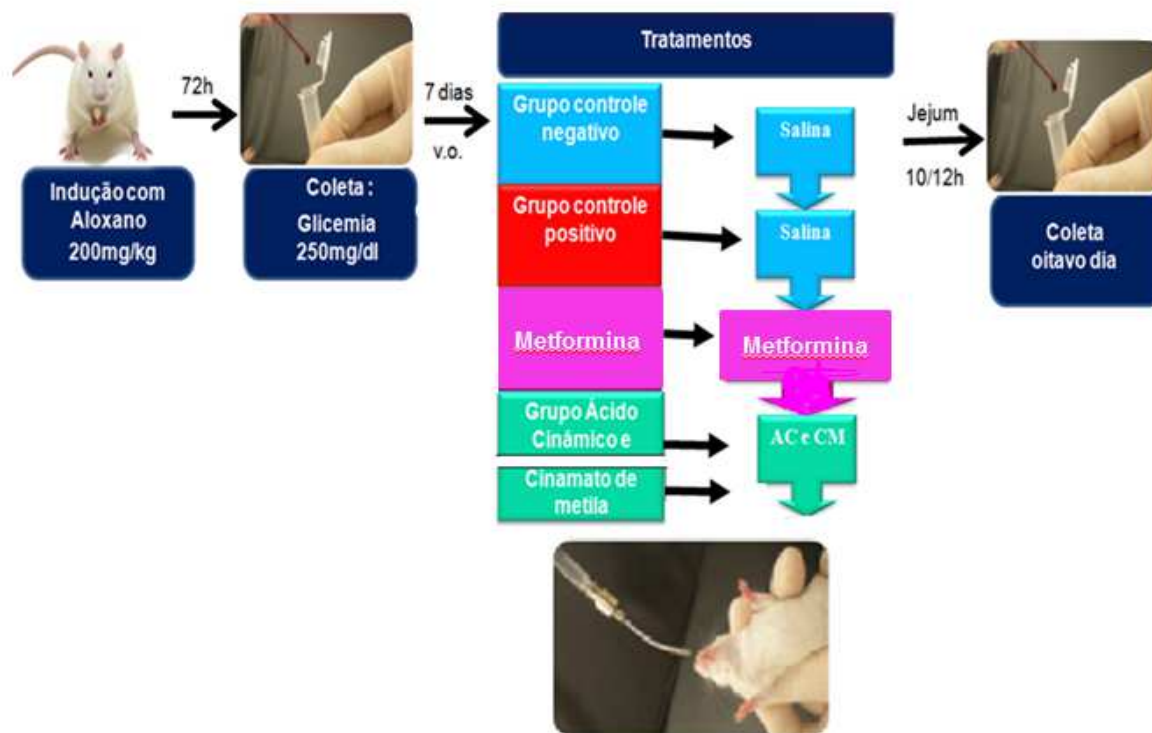 72h
Indução com
Aloxano
200mg/kg
Coleta :
Glicemia
250mg/dl
7 dias
v.o.
Tratamentos
Grupo controle
negativo
Salina
Grupo controle
positivo
Salina
Metformina
Metformina
Grupo Ácido
Cinâmico e
AC e CM
Cinamato de
metila
Jejum
10/12h
Coleta
oitavo dia